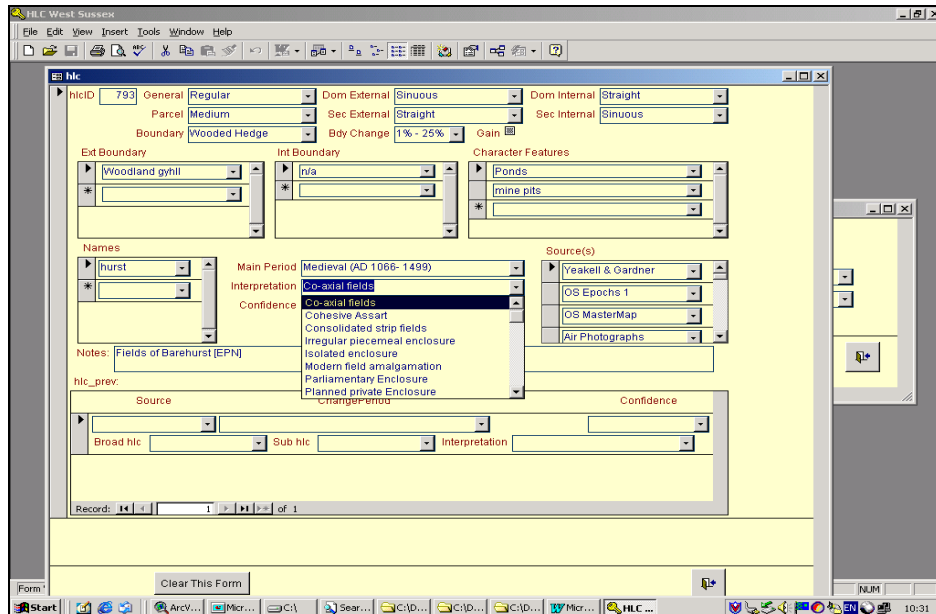 HLC West Sussex
File Edit View Insert Tools Window Help
hlc
hlcID 793 General Regular Dom External Sinuous Dom Internal Straight
Parcel Medium Sec External Straight Sec Internal Sinuous
Boundary Wooded Hedge Bdy Change 1% - 25% Gain
Ext Boundary Int Boundary Character Features
Woodland gyhll n/a Ponds
mine pits
Names Source(s)
hurst Main Period Medieval (AD 1066- 1499) Yeakell & Gardner
Interpretation Co-axial fields OS Epochs 1
Confidence Co-axial fields OS MasterMap
Cohesive Assart
Consolidated strip fields Air Photographs
Irregular piecemeal enclosure
Notes: Fields of Barehurst [EPN] Isolated enclosure
Modern field amalgamation
Parliamentary Enclosure
Planned private Enclosure
hlc_prev:
Source ChangePeriod Confidence
Broad hlc Sub hlc Interpretation
Record: 1 of 1
Clear This Form
Form NUM
Start ArcV... Micr... C:\ Sear... C:\D... C:\D... C:\D... Micr... HLC ... EN 10:31